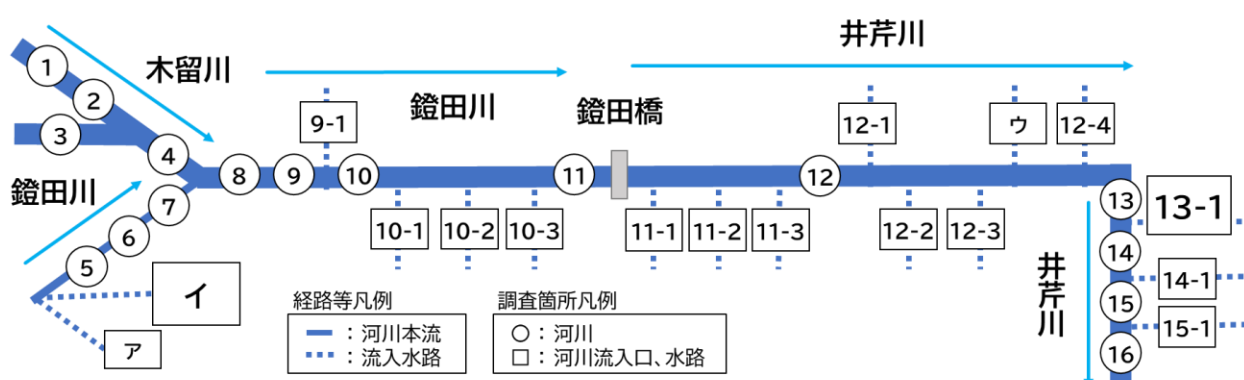 井芹川
木留川
鐙田川
鐙田橋
鐙田川
井芹川
1
2
3
4
5
6
7
8
9
9-1
10
10-1
10-2
10-3
11
11-1
11-2
11-3
12
12-1
12-2
12-3
ウ
12-4
13
13-1
14
14-1
15
15-1
16
イ
ア
経路等凡例
：河川本流
：流入水路
調査箇所凡例
○：河川
□：河川流入口、水路